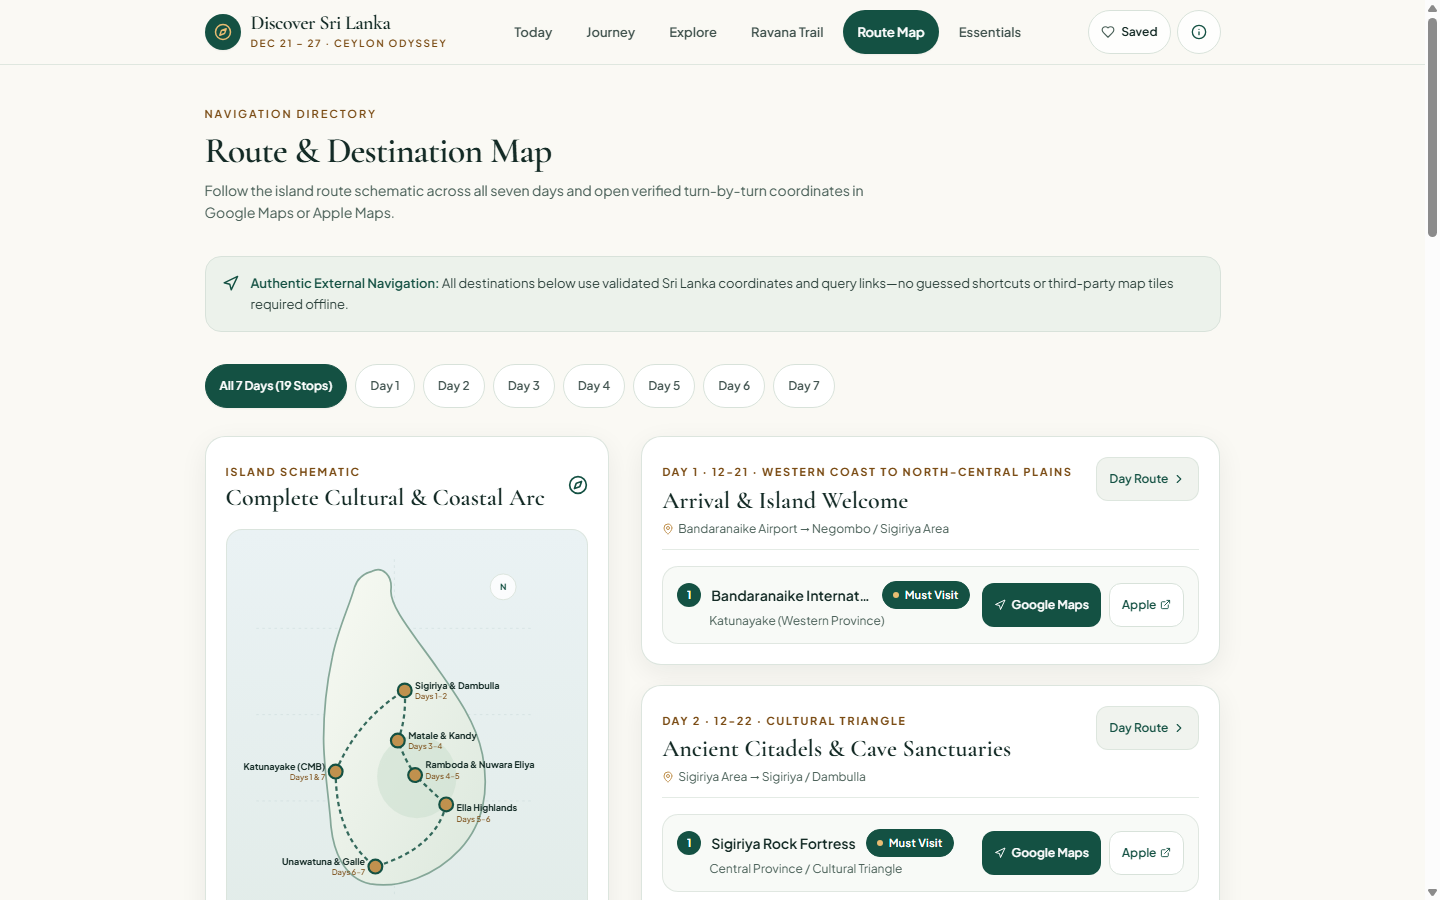 Discover Sri Lanka
DEC 21 – 27 · CEYLON ODYSSEY
Today
Journey
Explore
Ravana Trail
Route Map
Essentials
Saved
NAVIGATION DIRECTORY
Route & Destination Map
Follow the island route schematic across all seven days and open verified turn-by-turn coordinates in
Google Maps or Apple Maps.
Authentic External Navigation: All destinations below use validated Sri Lanka coordinates and query links—no guessed shortcuts or third-party map tiles
required offline.
All 7 Days (19 Stops)
Day 1
Day 2
Day 3
Day 4
Day 5
Day 6
Day 7
ISLAND SCHEMATIC
Complete Cultural & Coastal Arc
N
Sigiriya & Dambulla
Days 1–2
Matale & Kandy
Days 3–4
Ramboda & Nuwara Eliya
Days 4–5
Katunayake (CMB)
Days 1 & 7
Ella Highlands
Days 5–6
Unawatuna & Galle
Days 6–7
DAY 1 · 12-21 · WESTERN COAST TO NORTH-CENTRAL PLAINS
Arrival & Island Welcome
Bandaranaike Airport → Negombo / Sigiriya Area
Day Route
1
Bandaranaike Internat...
Must Visit
Katunayake (Western Province)
Google Maps
Apple
DAY 2 · 12-22 · CULTURAL TRIANGLE
Ancient Citadels & Cave Sanctuaries
Sigiriya Area → Sigiriya / Dambulla
Day Route
1
Sigiriya Rock Fortress
Must Visit
Central Province / Cultural Triangle
Google Maps
Apple